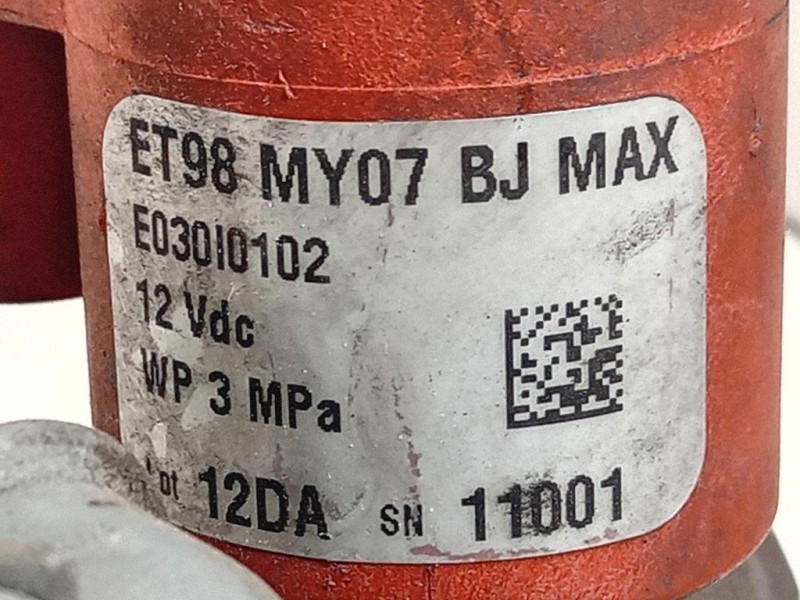 ET98 MY07 BJ MAX
E030I0102
12 Vdc
WP 3 MPa
Lot 12DA SN 11001